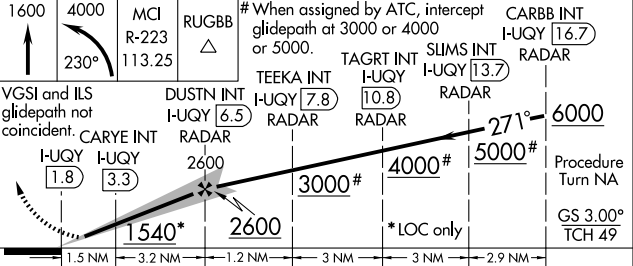 1600
4000
230°
MCI
R-223
113.25
RUGBB
# When assigned by ATC, intercept
glidepath at 3000 or 4000
or 5000.
VGSI and ILS
glidepath not
coincident.
CARYE INT
I-UQY
1.8
I-UQY
3.3
DUSTN INT
I-UQY 6.5
RADAR
TEEKA INT
I-UQY 7.8
RADAR
TAGRT INT
I-UQY
10.8
RADAR
SLIMS INT
I-UQY 13.7
RADAR
CARBB INT
I-UQY 16.7
RADAR
2600
271°
6000
5000#
4000#
3000#
2600
1540*
*LOC only
Procedure
Turn NA
GS 3.00°
TCH 49
1.5 NM
3.2 NM
1.2 NM
3 NM
3 NM
2.9 NM